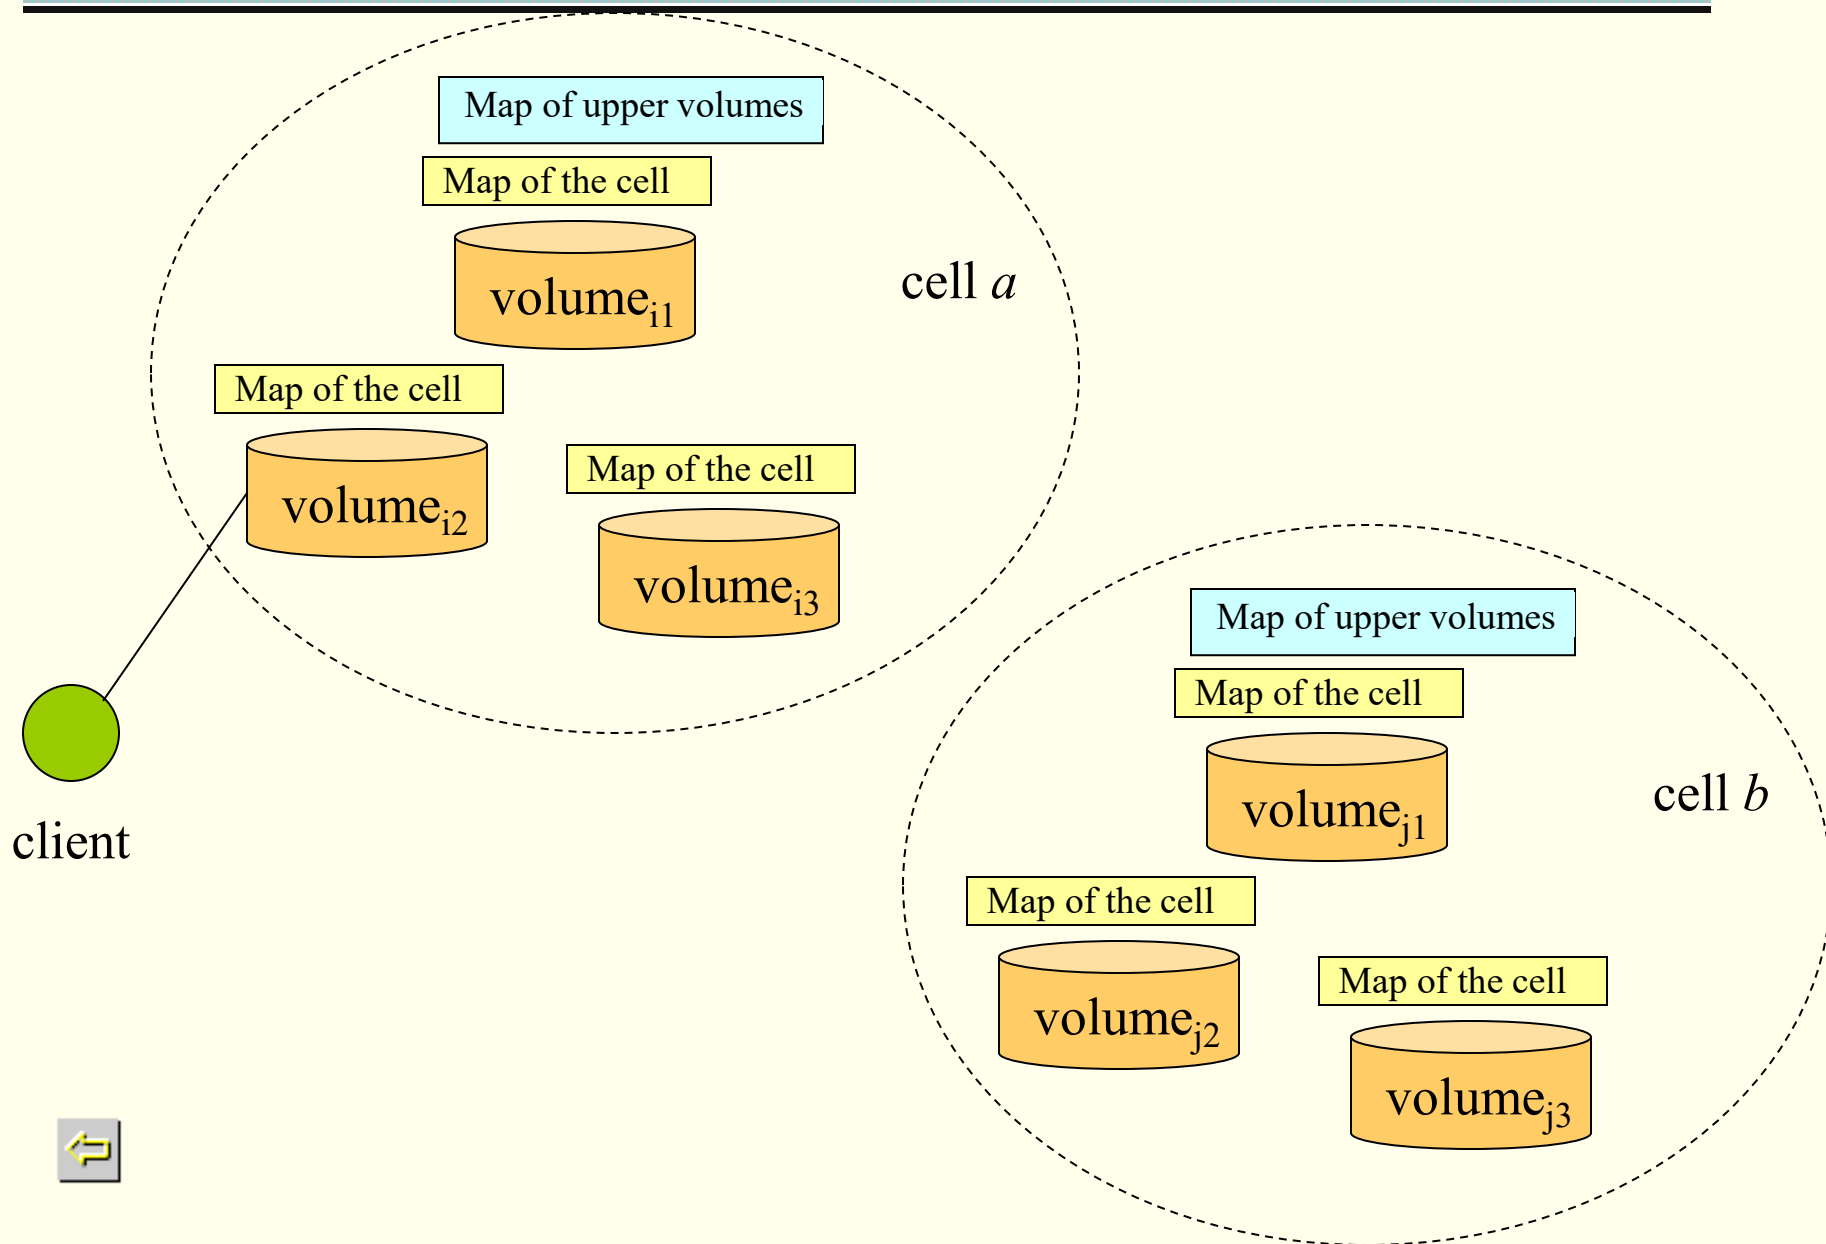 Map of upper volumes
Map of the cell
volumei1
cell a
Map of the cell
volumei2
Map of the cell
volumei3
client
Map of upper volumes
Map of the cell
volumej1
cell b
Map of the cell
volumej2
Map of the cell
volumej3